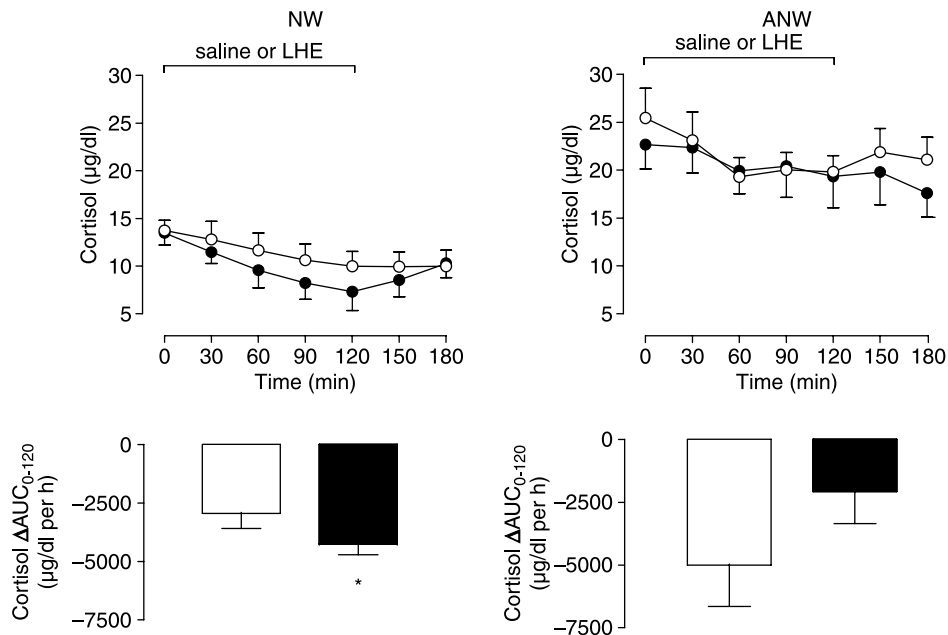 NW
saline or LHE
30
25
20
15
10
5
Cortisol (µg/dl)
0 30 60 90 120 150 180
Time (min)
ANW
saline or LHE
30
25
20
15
10
5
Cortisol (µg/dl)
0 30 60 90 120 150 180
Time (min)
0
−2500
−5000
−7500
Cortisol ΔAUC0-120
(µg/dl per h)
*
0
−2500
−5000
−7500
Cortisol ΔAUC0-120
(µg/dl per h)